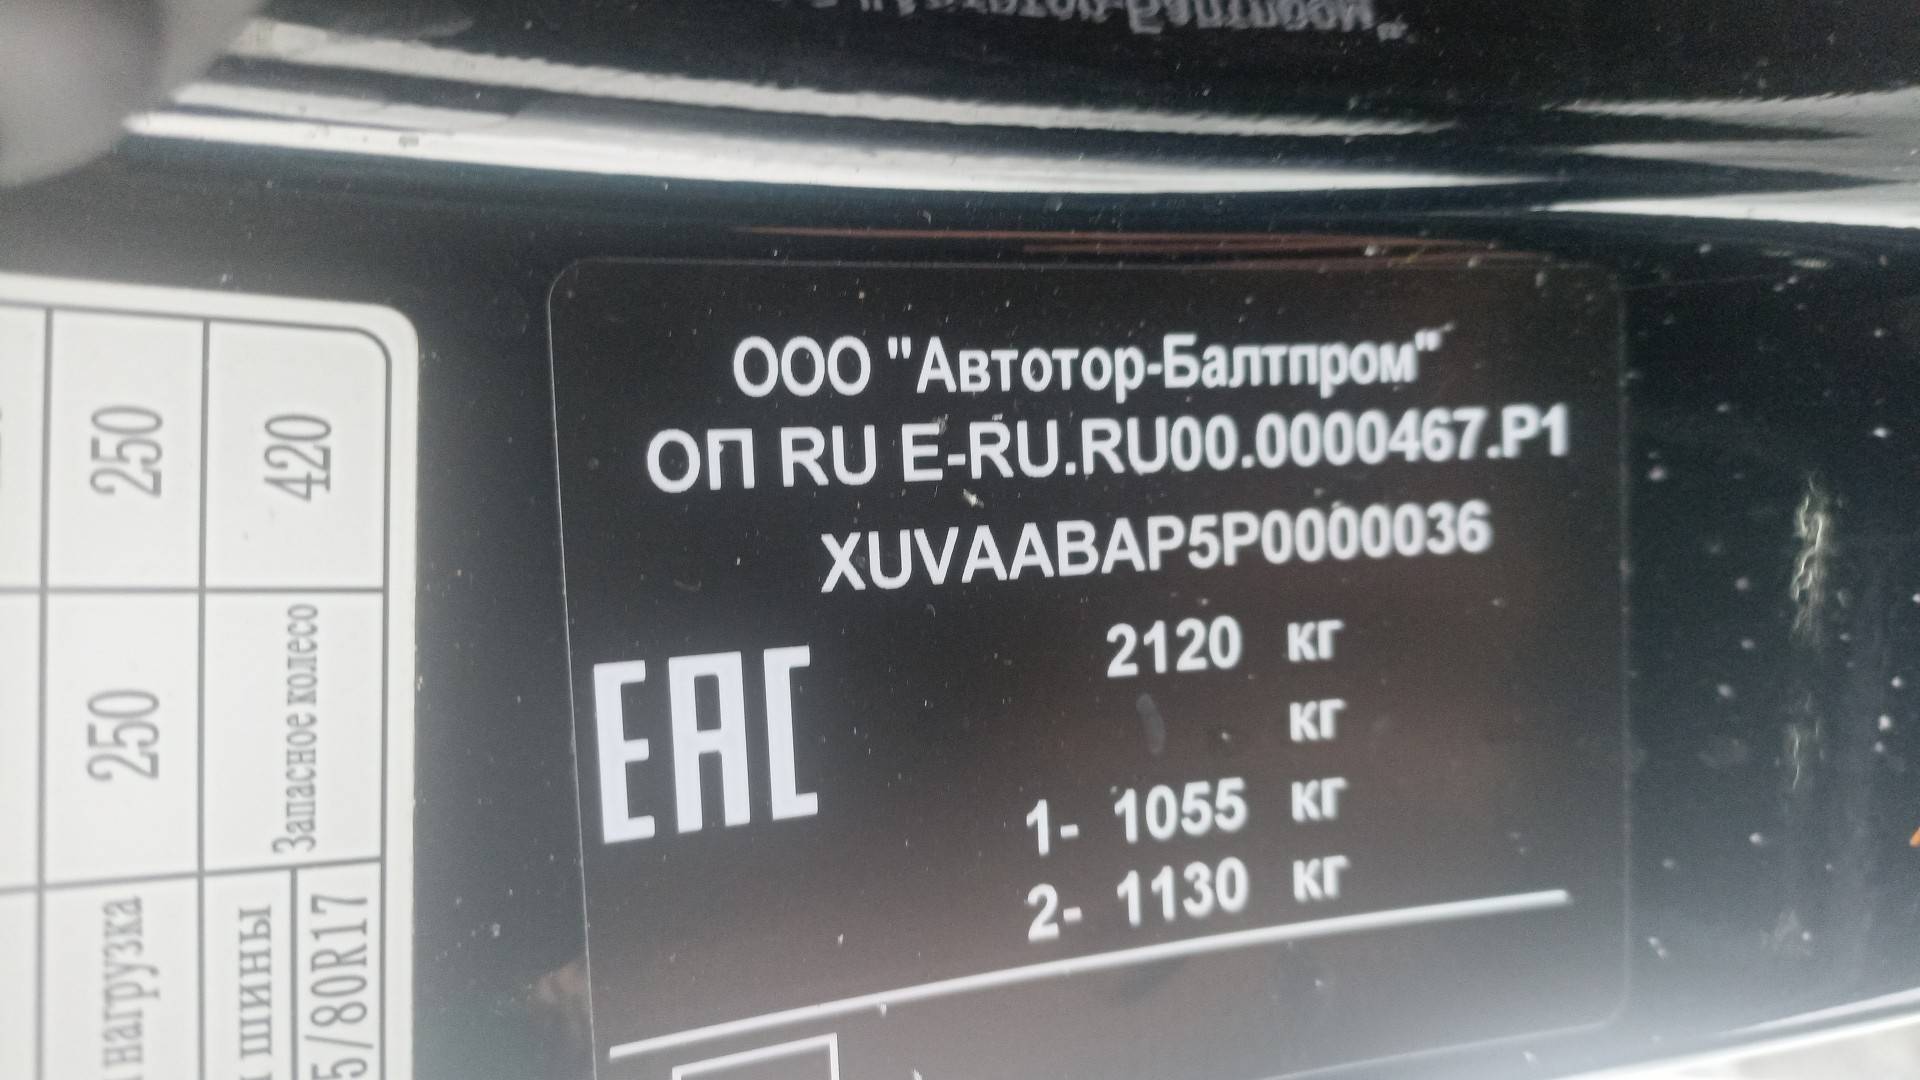 ООО "Автотор-Балтпром"
ОП RU E-RU.RU00.0000467.P1
XUVAABAP5P0000036
EAC
2120 кг
кг
1- 1055 кг
2- 1130 кг
250
420
250
Запасное колесо
нагрузка
шины
5/80R17